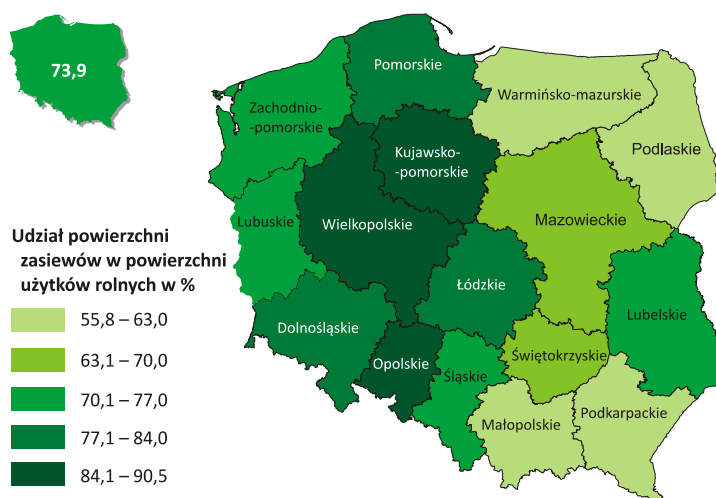 73,9
Pomorskie
Warmińsko-mazurskie
Zachodnio-
-pomorskie
Podlaskie
Kujawsko-
-pomorskie
Lubuskie
Wielkopolskie
Mazowieckie
Łódzkie
Lubelskie
Dolnośląskie
Opolskie
Śląskie
Świętokrzyskie
Małopolskie
Podkarpackie
Udział powierzchni
zasiewów w powierzchni
użytków rolnych w %
55,8 – 63,0
63,1 – 70,0
70,1 – 77,0
77,1 – 84,0
84,1 – 90,5